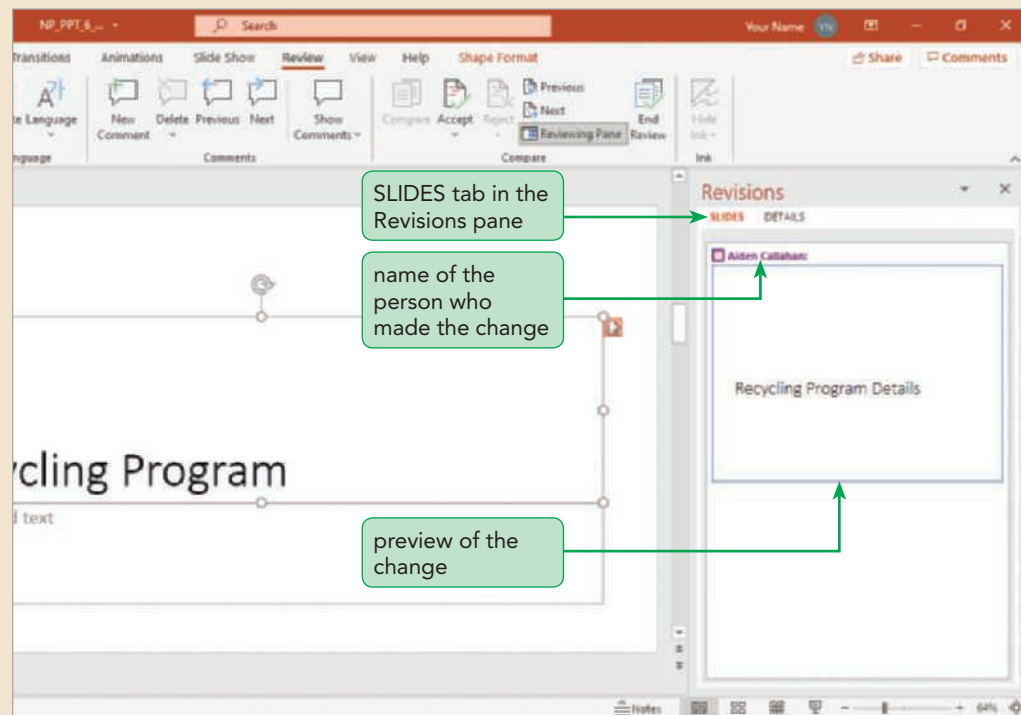 NP_PPT_6_...
Search
Your Name
YN
Transitions Animations Slide Show Review View Help Shape Format
Share Comments
Language
New Comment
Delete
Previous
Next
Show Comments
Compare
Accept
Reject
Previous
Next
Reviewing Pane
End Review
Hide Ink
nguage
Comments
Compare
Ink
SLIDES tab in the
Revisions pane
Revisions
SLIDES DETAILS
name of the
person who
made the change
Aiden Callahan:
Recycling Program Details
ycling Program
d text
preview of the
change
Notes
64%